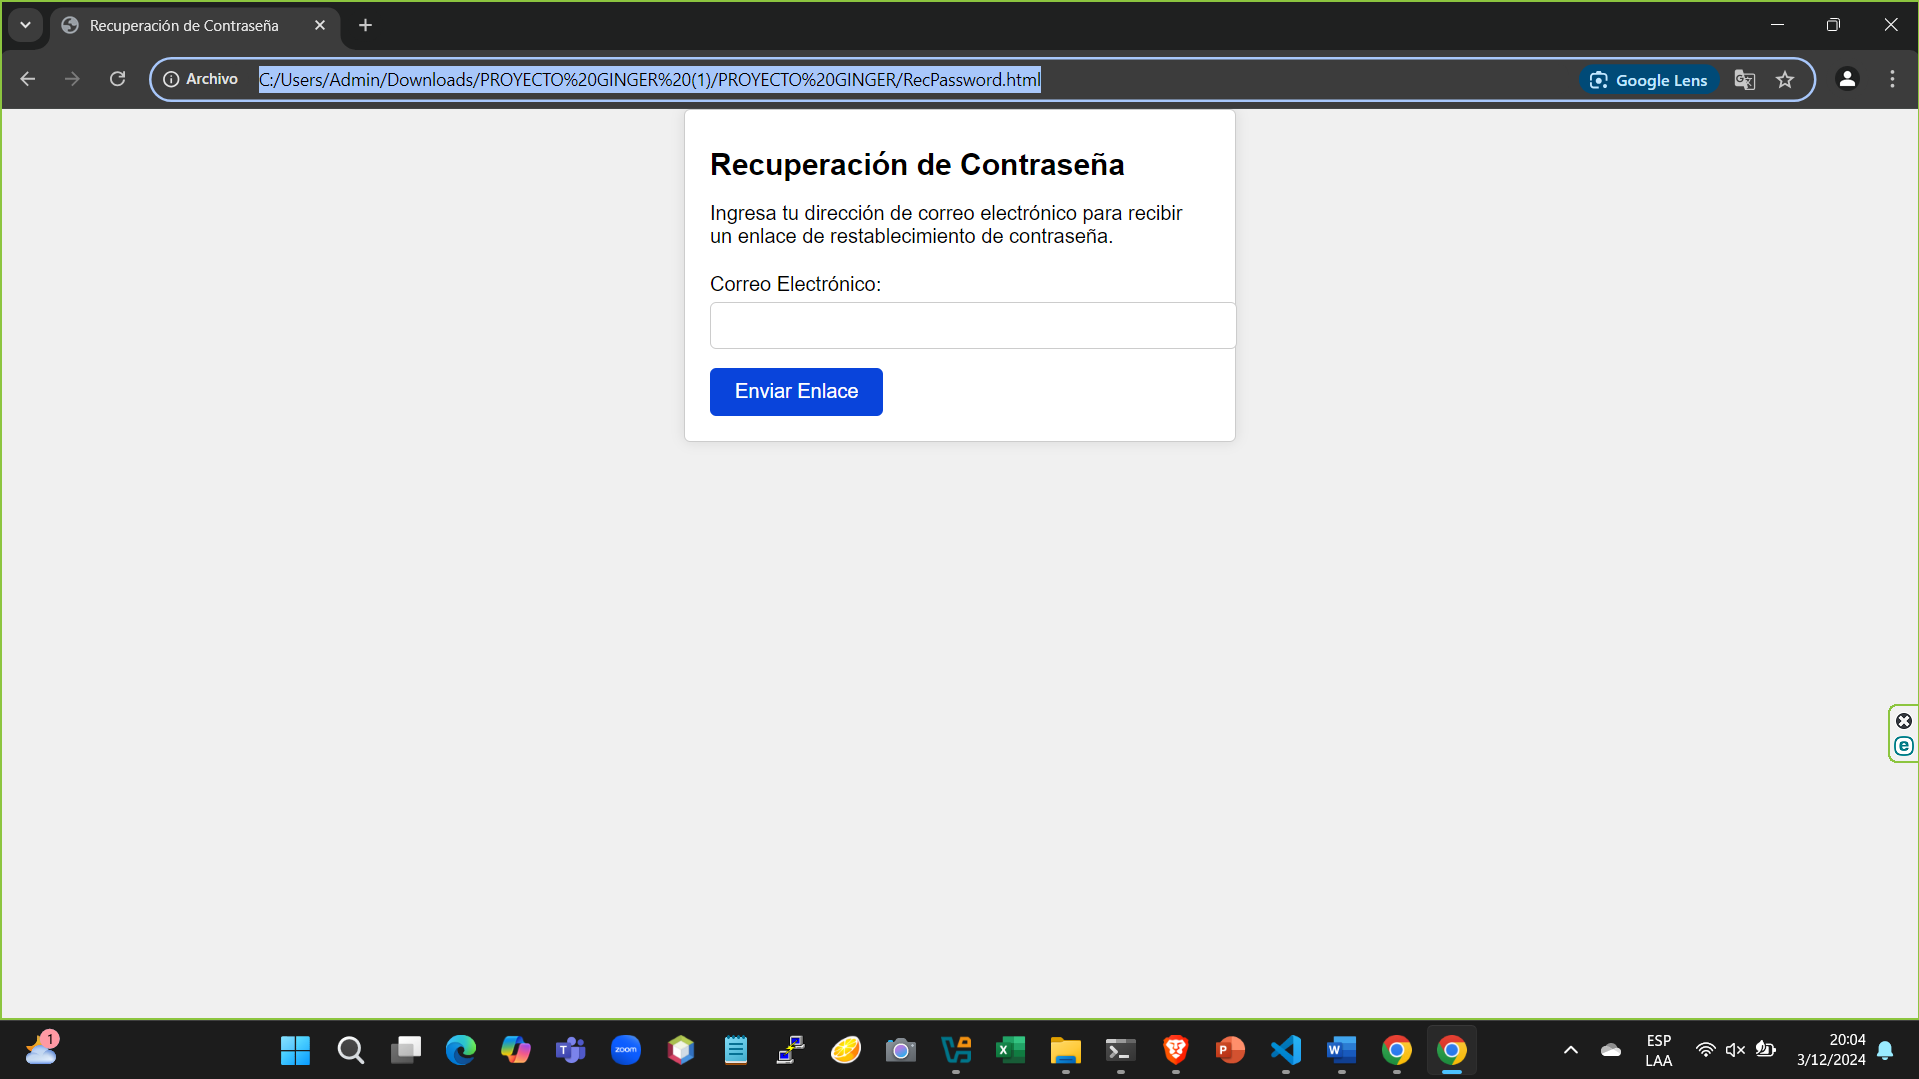 Recuperación de Contraseña
Archivo
C:/Users/Admin/Downloads/PROYECTO%20GINGER%20(1)/PROYECTO%20GINGER/RecPassword.html
Google Lens
Recuperación de Contraseña
Ingresa tu dirección de correo electrónico para recibir
un enlace de restablecimiento de contraseña.
Correo Electrónico:
Enviar Enlace
1
zoom
ESP
LAA
20:04
3/12/2024